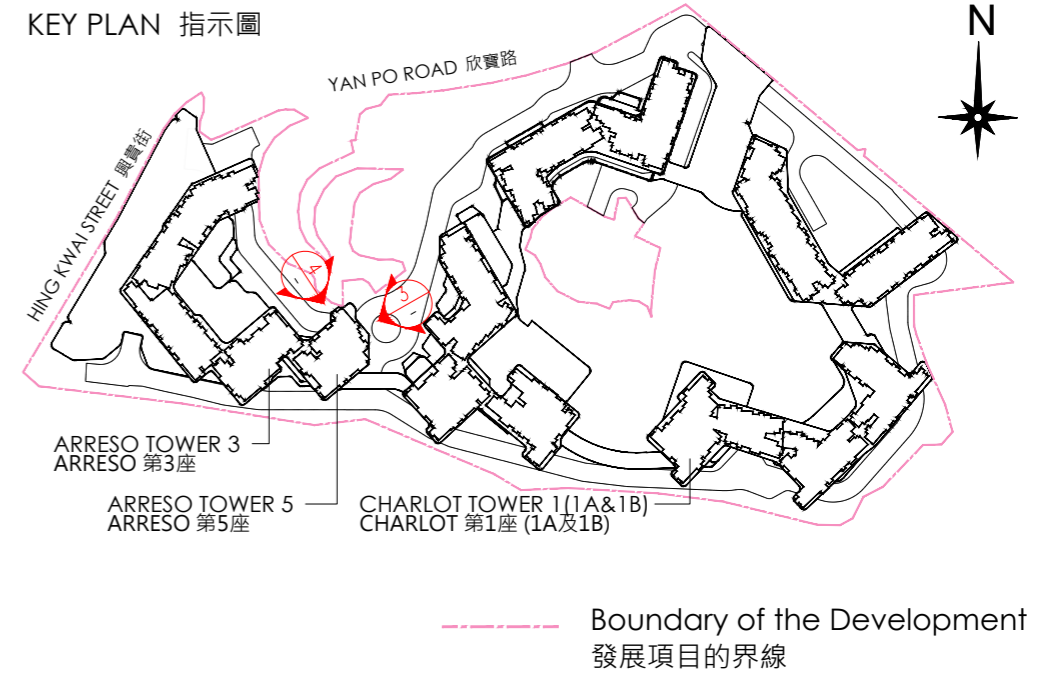 KEY PLAN 指示圖
N
YAN PO ROAD 欣寶路
HING KWAI STREET 興貴街
4
-
5
-
ARRESO TOWER 3
ARRESO 第3座
ARRESO TOWER 5
ARRESO 第5座
CHARLOT TOWER 1(1A&1B)
CHARLOT 第1座 (1A及1B)
Boundary of the Development
發展項目的界線